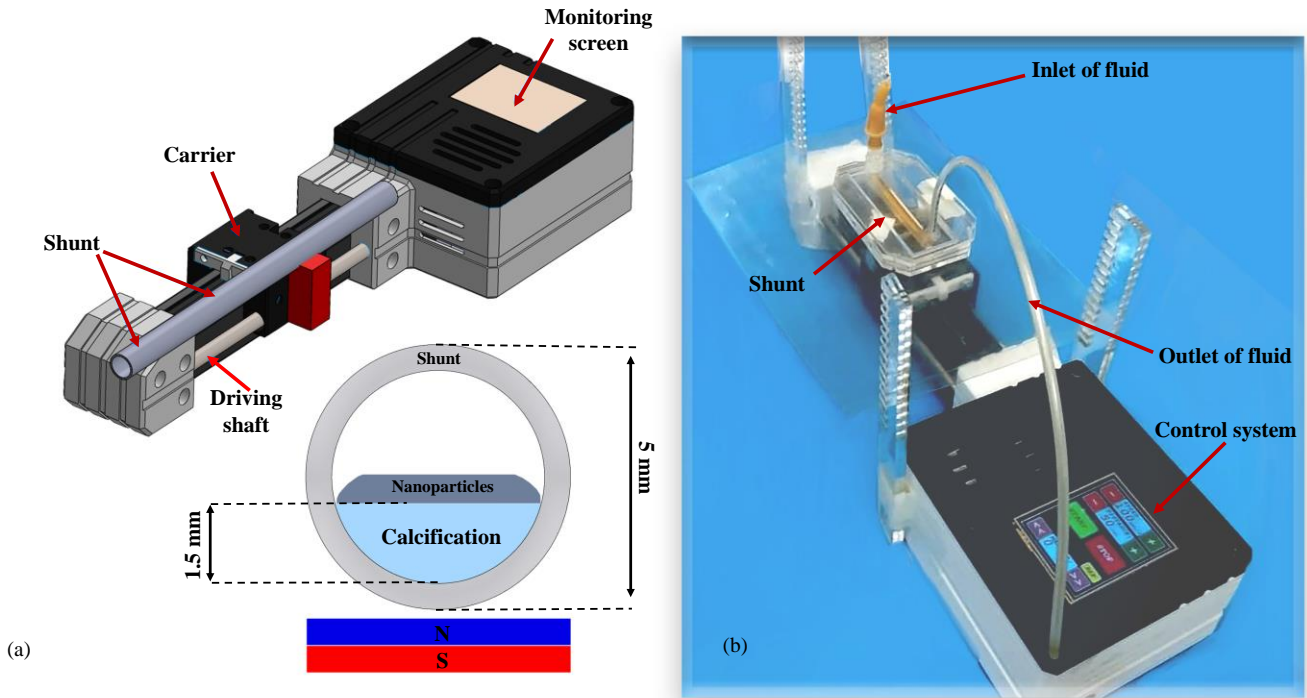 Monitoring
screen
Carrier
Shunt
Driving
shaft
Shunt
Nanoparticles
Calcification
1.5 mm
5 mm
N
S
(a)
Inlet of fluid
Shunt
Outlet of fluid
Control system
STOP
(b)